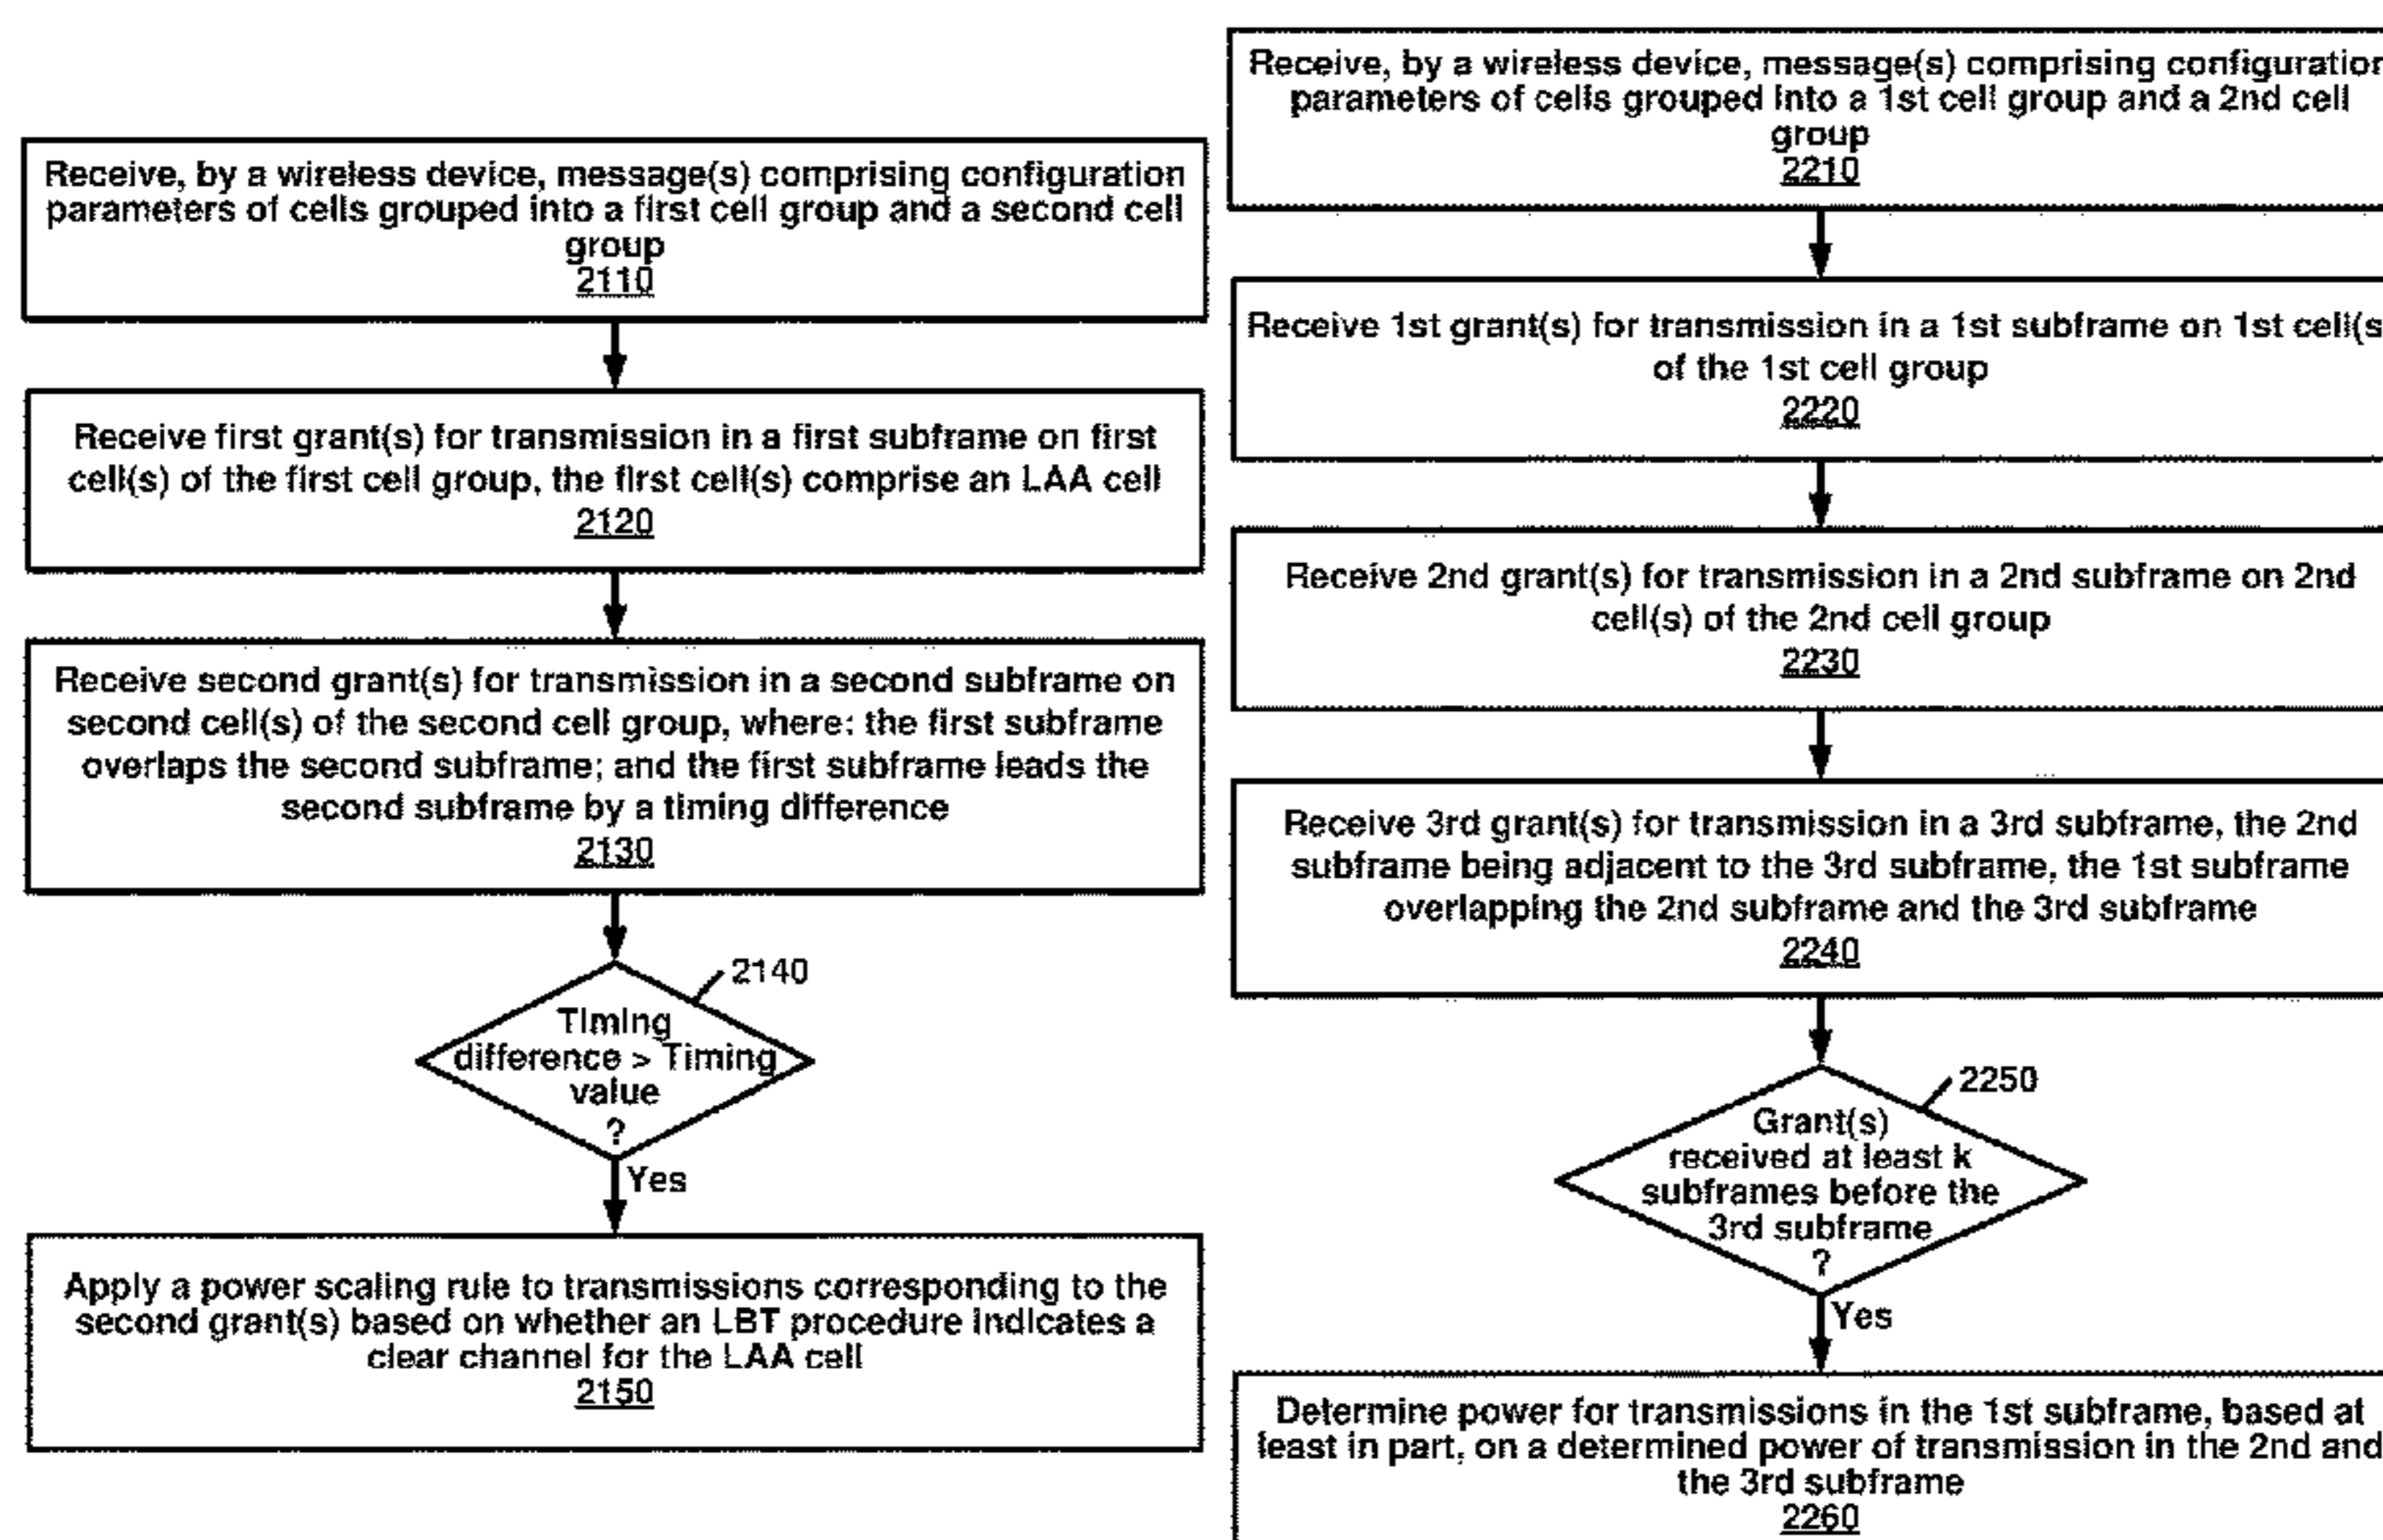 Receive, by a wireless device, message(s) comprising configuration
parameters of cells grouped into a first cell group and a second cell
group
2110
Receive first grant(s) for transmission in a first subframe on first
cell(s) of the first cell group, the first cell(s) comprise an LAA cell
2120
Receive second grant(s) for transmission in a second subframe on
second cell(s) of the second cell group, where: the first subframe
overlaps the second subframe; and the first subframe leads the
second subframe by a timing difference
2130
2140
Timing
difference > Timing
value
?
Yes
Apply a power scaling rule to transmissions corresponding to the
second grant(s) based on whether an LBT procedure indicates a
clear channel for the LAA cell
2150
Receive, by a wireless device, message(s) comprising configuration
parameters of cells grouped into a 1st cell group and a 2nd cell
group
2210
Receive 1st grant(s) for transmission in a 1st subframe on 1st cell(s
of the 1st cell group
2220
Receive 2nd grant(s) for transmission in a 2nd subframe on 2nd
cell(s) of the 2nd cell group
2230
Receive 3rd grant(s) for transmission in a 3rd subframe, the 2nd
subframe being adjacent to the 3rd subframe, the 1st subframe
overlapping the 2nd subframe and the 3rd subframe
2240
2250
Grant(s)
received at least k
subframes before the
3rd subframe
?
Yes
Determine power for transmissions in the 1st subframe, based at
least in part, on a determined power of transmission in the 2nd and
the 3rd subframe
2260